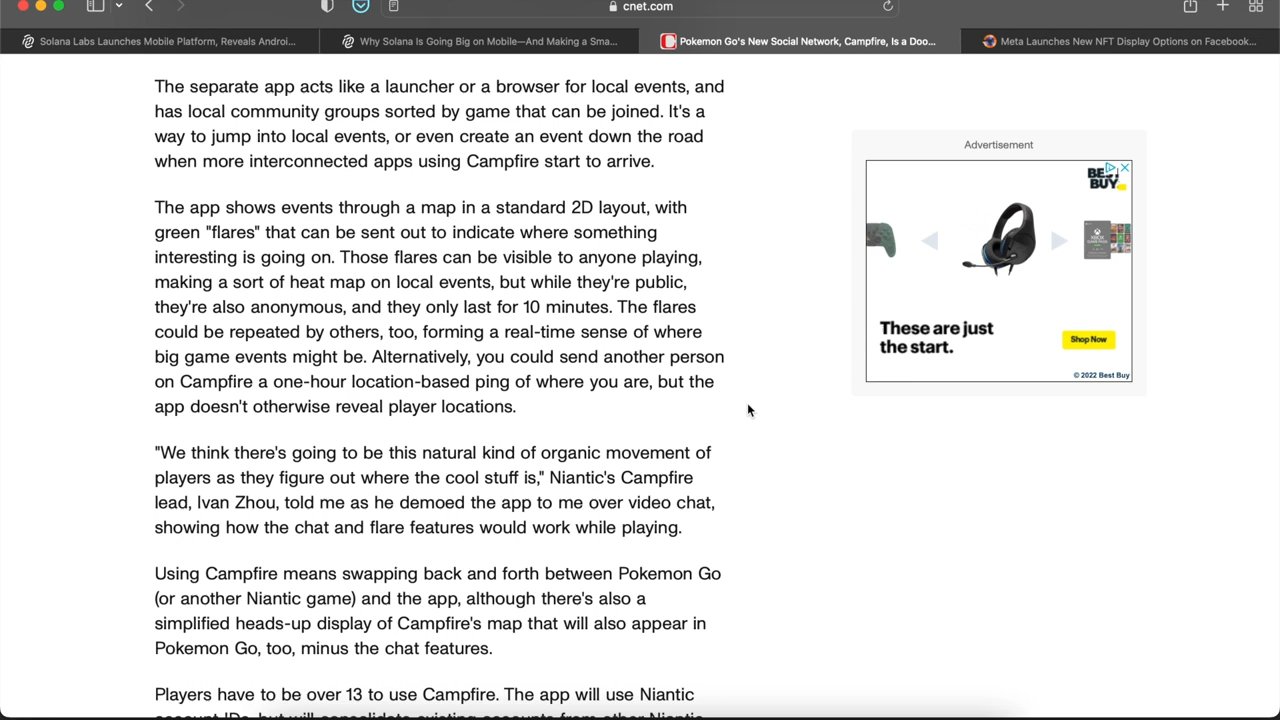 cnet.com
Solana Labs Launches Mobile Platform, Reveals Androi...
Why Solana Is Going Big on Mobile—And Making a Sma...
Pokemon Go's New Social Network, Campfire, Is a Doo...
Meta Launches New NFT Display Options on Facebook...
The separate app acts like a launcher or a browser for local events, and
has local community groups sorted by game that can be joined. It's a
way to jump into local events, or even create an event down the road
when more interconnected apps using Campfire start to arrive.
The app shows events through a map in a standard 2D layout, with
green "flares" that can be sent out to indicate where something
interesting is going on. Those flares can be visible to anyone playing,
making a sort of heat map on local events, but while they're public,
they're also anonymous, and they only last for 10 minutes. The flares
could be repeated by others, too, forming a real-time sense of where
big game events might be. Alternatively, you could send another person
on Campfire a one-hour location-based ping of where you are, but the
app doesn't otherwise reveal player locations.
"We think there's going to be this natural kind of organic movement of
players as they figure out where the cool stuff is," Niantic's Campfire
lead, Ivan Zhou, told me as he demoed the app to me over video chat,
showing how the chat and flare features would work while playing.
Using Campfire means swapping back and forth between Pokemon Go
(or another Niantic game) and the app, although there's also a
simplified heads-up display of Campfire's map that will also appear in
Pokemon Go, too, minus the chat features.
Players have to be over 13 to use Campfire. The app will use Niantic
account IDs, but will consolidate existing accounts from other Niantic
Advertisement
BEST
BUY
These are just
the start.
Shop Now
© 2022 Best Buy